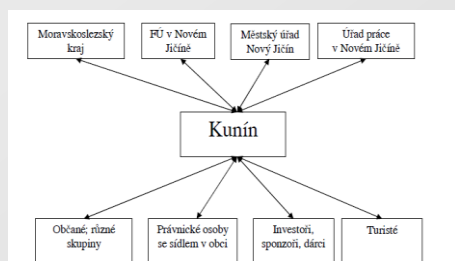 Moravskoslezský
kraj
FÚ v Novém
Jičíně
Městský úřad
Nový Jičín
Úřad práce
v Novém Jičíně
Kunín
Občané; různé
skupiny
Právnické osoby
se sídlem v obci
Investoři,
sponzoři, dárci
Turisté